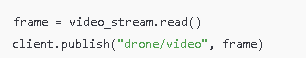 frame = video_stream.read()
client.publish("drone/video", frame)